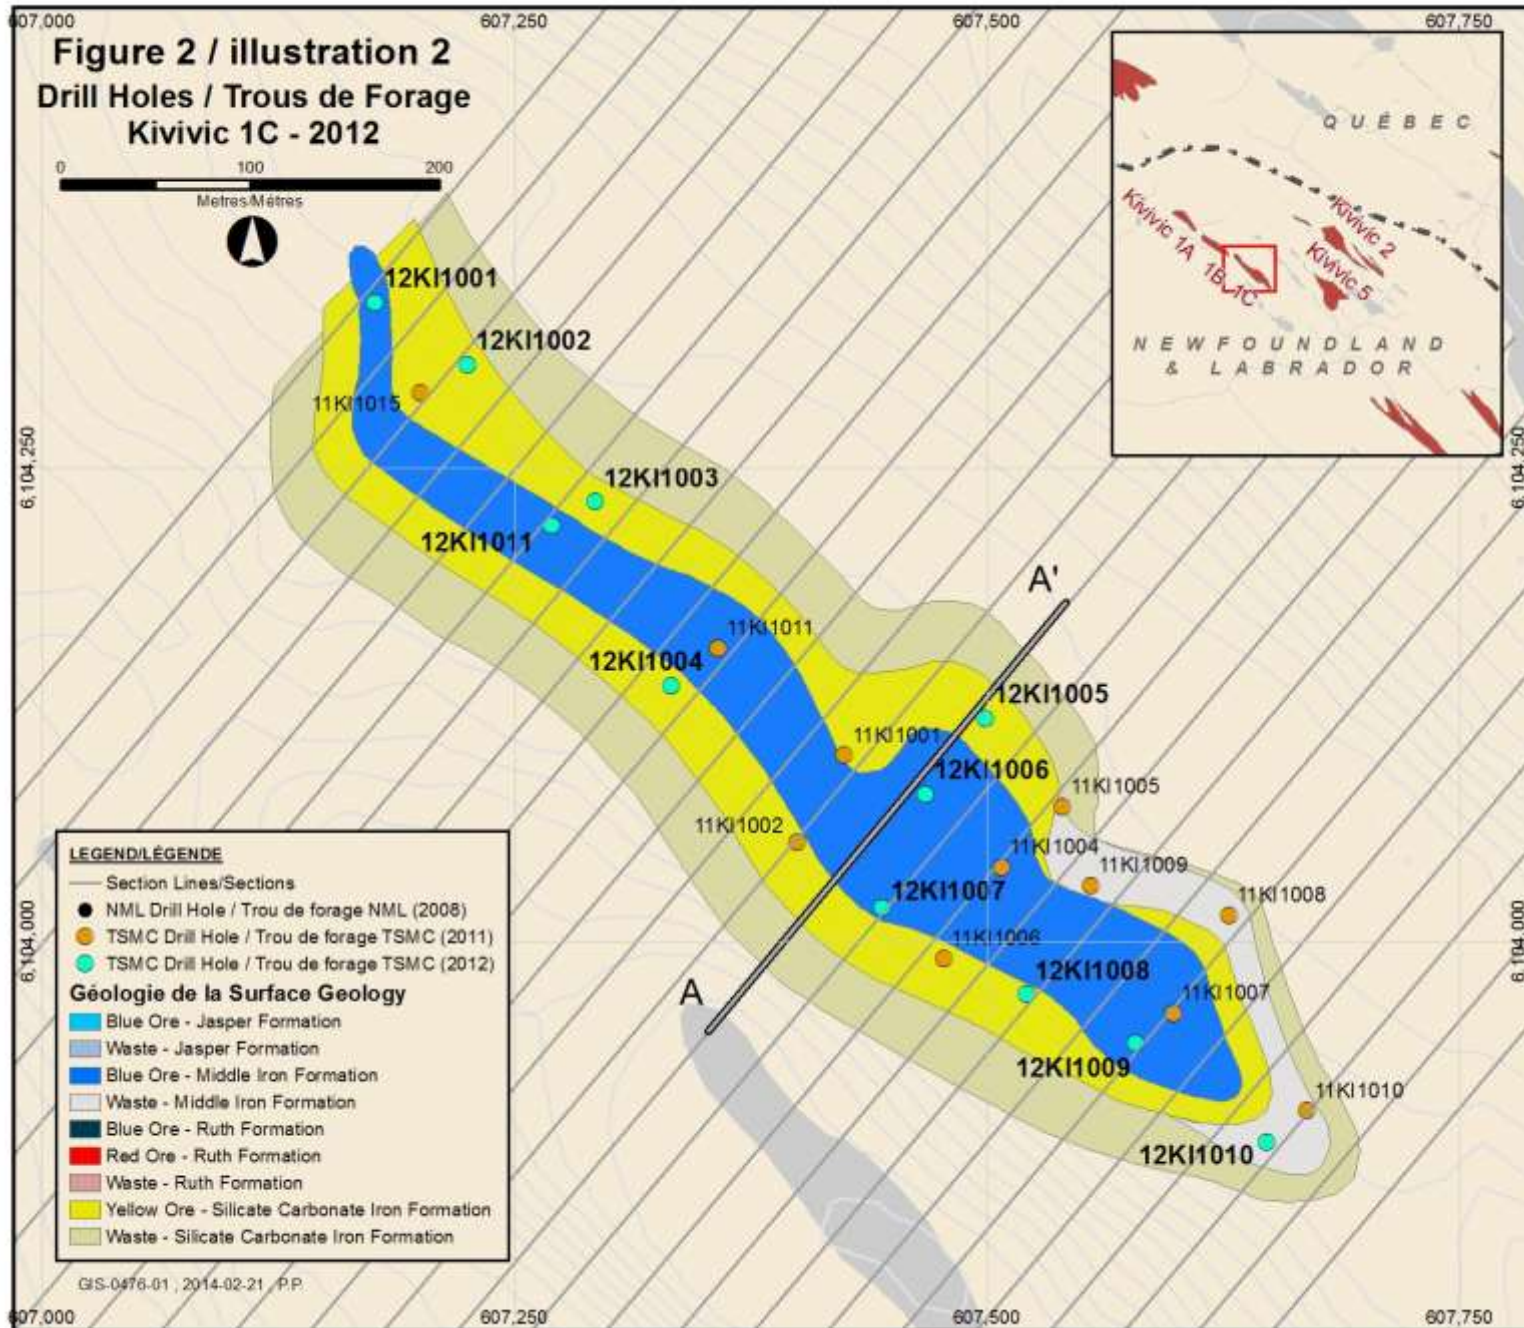 607,000
607,250
607,500
607,750
Figure 2 / illustration 2
Drill Holes / Trous de Forage
Kivivic 1C - 2012
0 100 200
Metres/Mètres
QUÉBEC
Kivivic 1A
1B
1C
Kivivic 2
Kivivic 5
NEWFOUNDLAND
& LABRADOR
12KI1001
12KI1002
11KI1015
6,104,250
6,104,250
12KI1003
12KI1011
A'
11KI1011
12KI1004
12KI1005
11KI1001
12KI1006
11KI1005
11KI1002
11KI1004
11KI1009
12KI1007
11KI1008
6,104,000
6,104,000
11KI1006
12KI1008
A
11KI1007
12KI1009
11KI1010
12KI1010
LEGEND/LÉGENDE
Section Lines/Sections
NML Drill Hole / Trou de forage NML (2008)
TSMC Drill Hole / Trou de forage TSMC (2011)
TSMC Drill Hole / Trou de forage TSMC (2012)
Géologie de la Surface Geology
Blue Ore - Jasper Formation
Waste - Jasper Formation
Blue Ore - Middle Iron Formation
Waste - Middle Iron Formation
Blue Ore - Ruth Formation
Red Ore - Ruth Formation
Waste - Ruth Formation
Yellow Ore - Silicate Carbonate Iron Formation
Waste - Silicate Carbonate Iron Formation
GIS-0476-01 , 2014-02-21 , P.P.
607,000
607,250
607,500
607,750